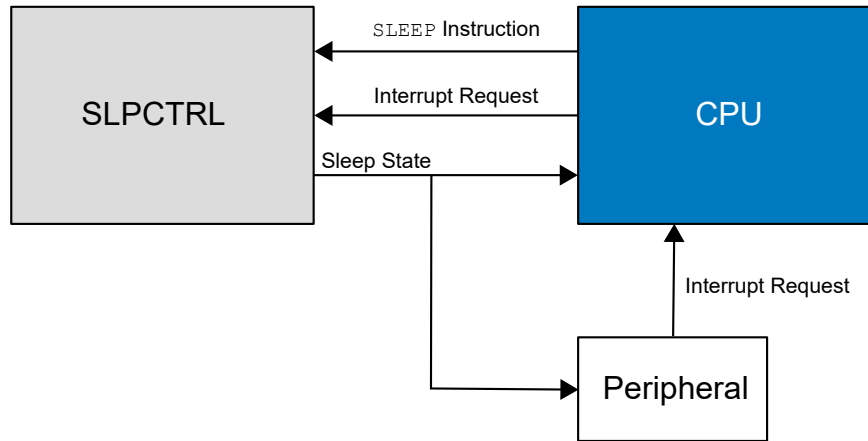 SLEEP Instruction
SLPCTRL
Interrupt Request
CPU
Sleep State
Interrupt Request
Peripheral